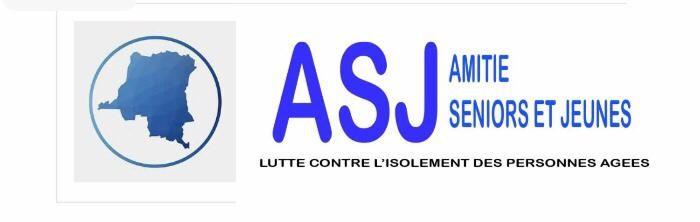 ASJ
AMITIE
SENIORS ET JEUNES
LUTTE CONTRE L'ISOLEMENT DES PERSONNES AGEES